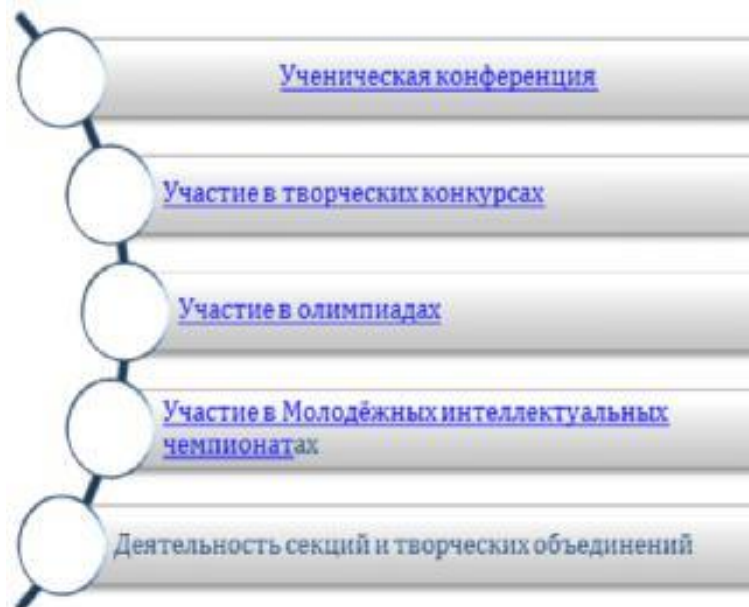 Ученическая конференция
Участие в творческих конкурсах
Участие в олимпиадах
Участие в Молодёжных интеллектуальных
чемпионатах
Деятельность секций и творческих объединений